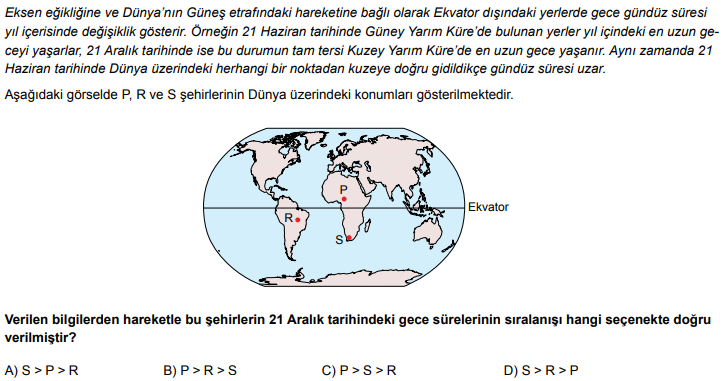 Eksen eğikliğine ve Dünya'nın Güneş etrafındaki hareketine bağlı olarak Ekvator dışındaki yerlerde gece gündüz süresi
yıl içerisinde değişiklik gösterir. Örneğin 21 Haziran tarihinde Güney Yarım Küre'de bulunan yerler yıl içindeki en uzun ge-
ceyi yaşarlar, 21 Aralık tarihinde ise bu durumun tam tersi Kuzey Yarım Küre'de en uzun gece yaşanır. Aynı zamanda 21
Haziran tarihinde Dünya üzerindeki herhangi bir noktadan kuzeye doğru gidildikçe gündüz süresi uzar.
Aşağıdaki görselde P, R ve S şehirlerinin Dünya üzerindeki konumları gösterilmektedir.
P
R
Ekvator
S
Verilen bilgilerden hareketle bu şehirlerin 21 Aralık tarihindeki gece sürelerinin sıralanışı hangi seçenekte doğru
verilmiştir?
A) S > P > R B) P > R > S C) P > S > R D) S > R > P